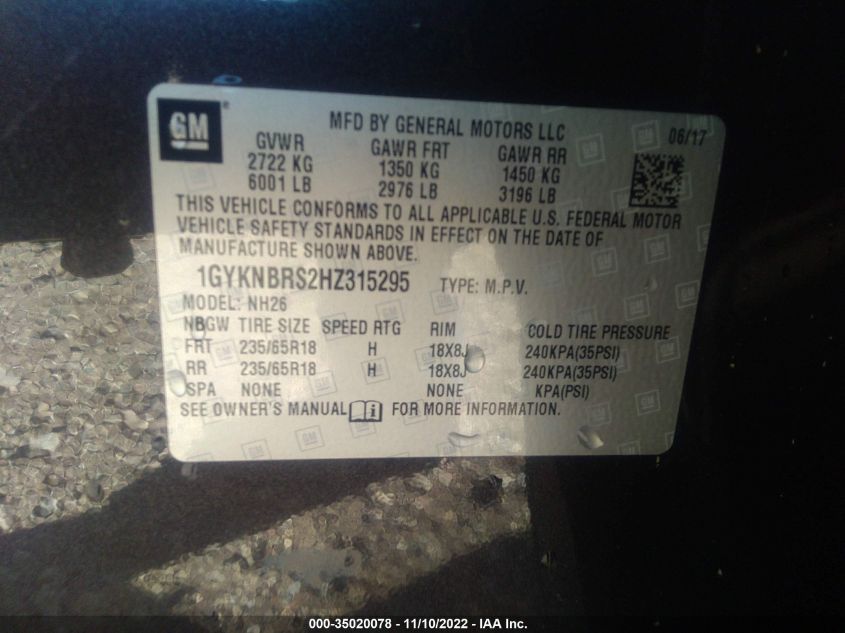 GM ®
MFD BY GENERAL MOTORS LLC 06/17
GVWR GAWR FRT GAWR RR
2722 KG 1350 KG 1450 KG
6001 LB 2976 LB 3196 LB
THIS VEHICLE CONFORMS TO ALL APPLICABLE U.S. FEDERAL MOTOR
VEHICLE SAFETY STANDARDS IN EFFECT ON THE DATE OF
MANUFACTURE SHOWN ABOVE.
1GYKNBRS2HZ315295 TYPE: M.P.V.
MODEL: NH26
NBGW TIRE SIZE SPEED RTG RIM COLD TIRE PRESSURE
FRT 235/65R18 H 18X8J 240KPA(35PSI)
RR 235/65R18 H 18X8J 240KPA(35PSI)
SPA NONE NONE KPA(PSI)
SEE OWNER'S MANUAL i FOR MORE INFORMATION.
000-35020078 - 11/10/2022 - IAA Inc.